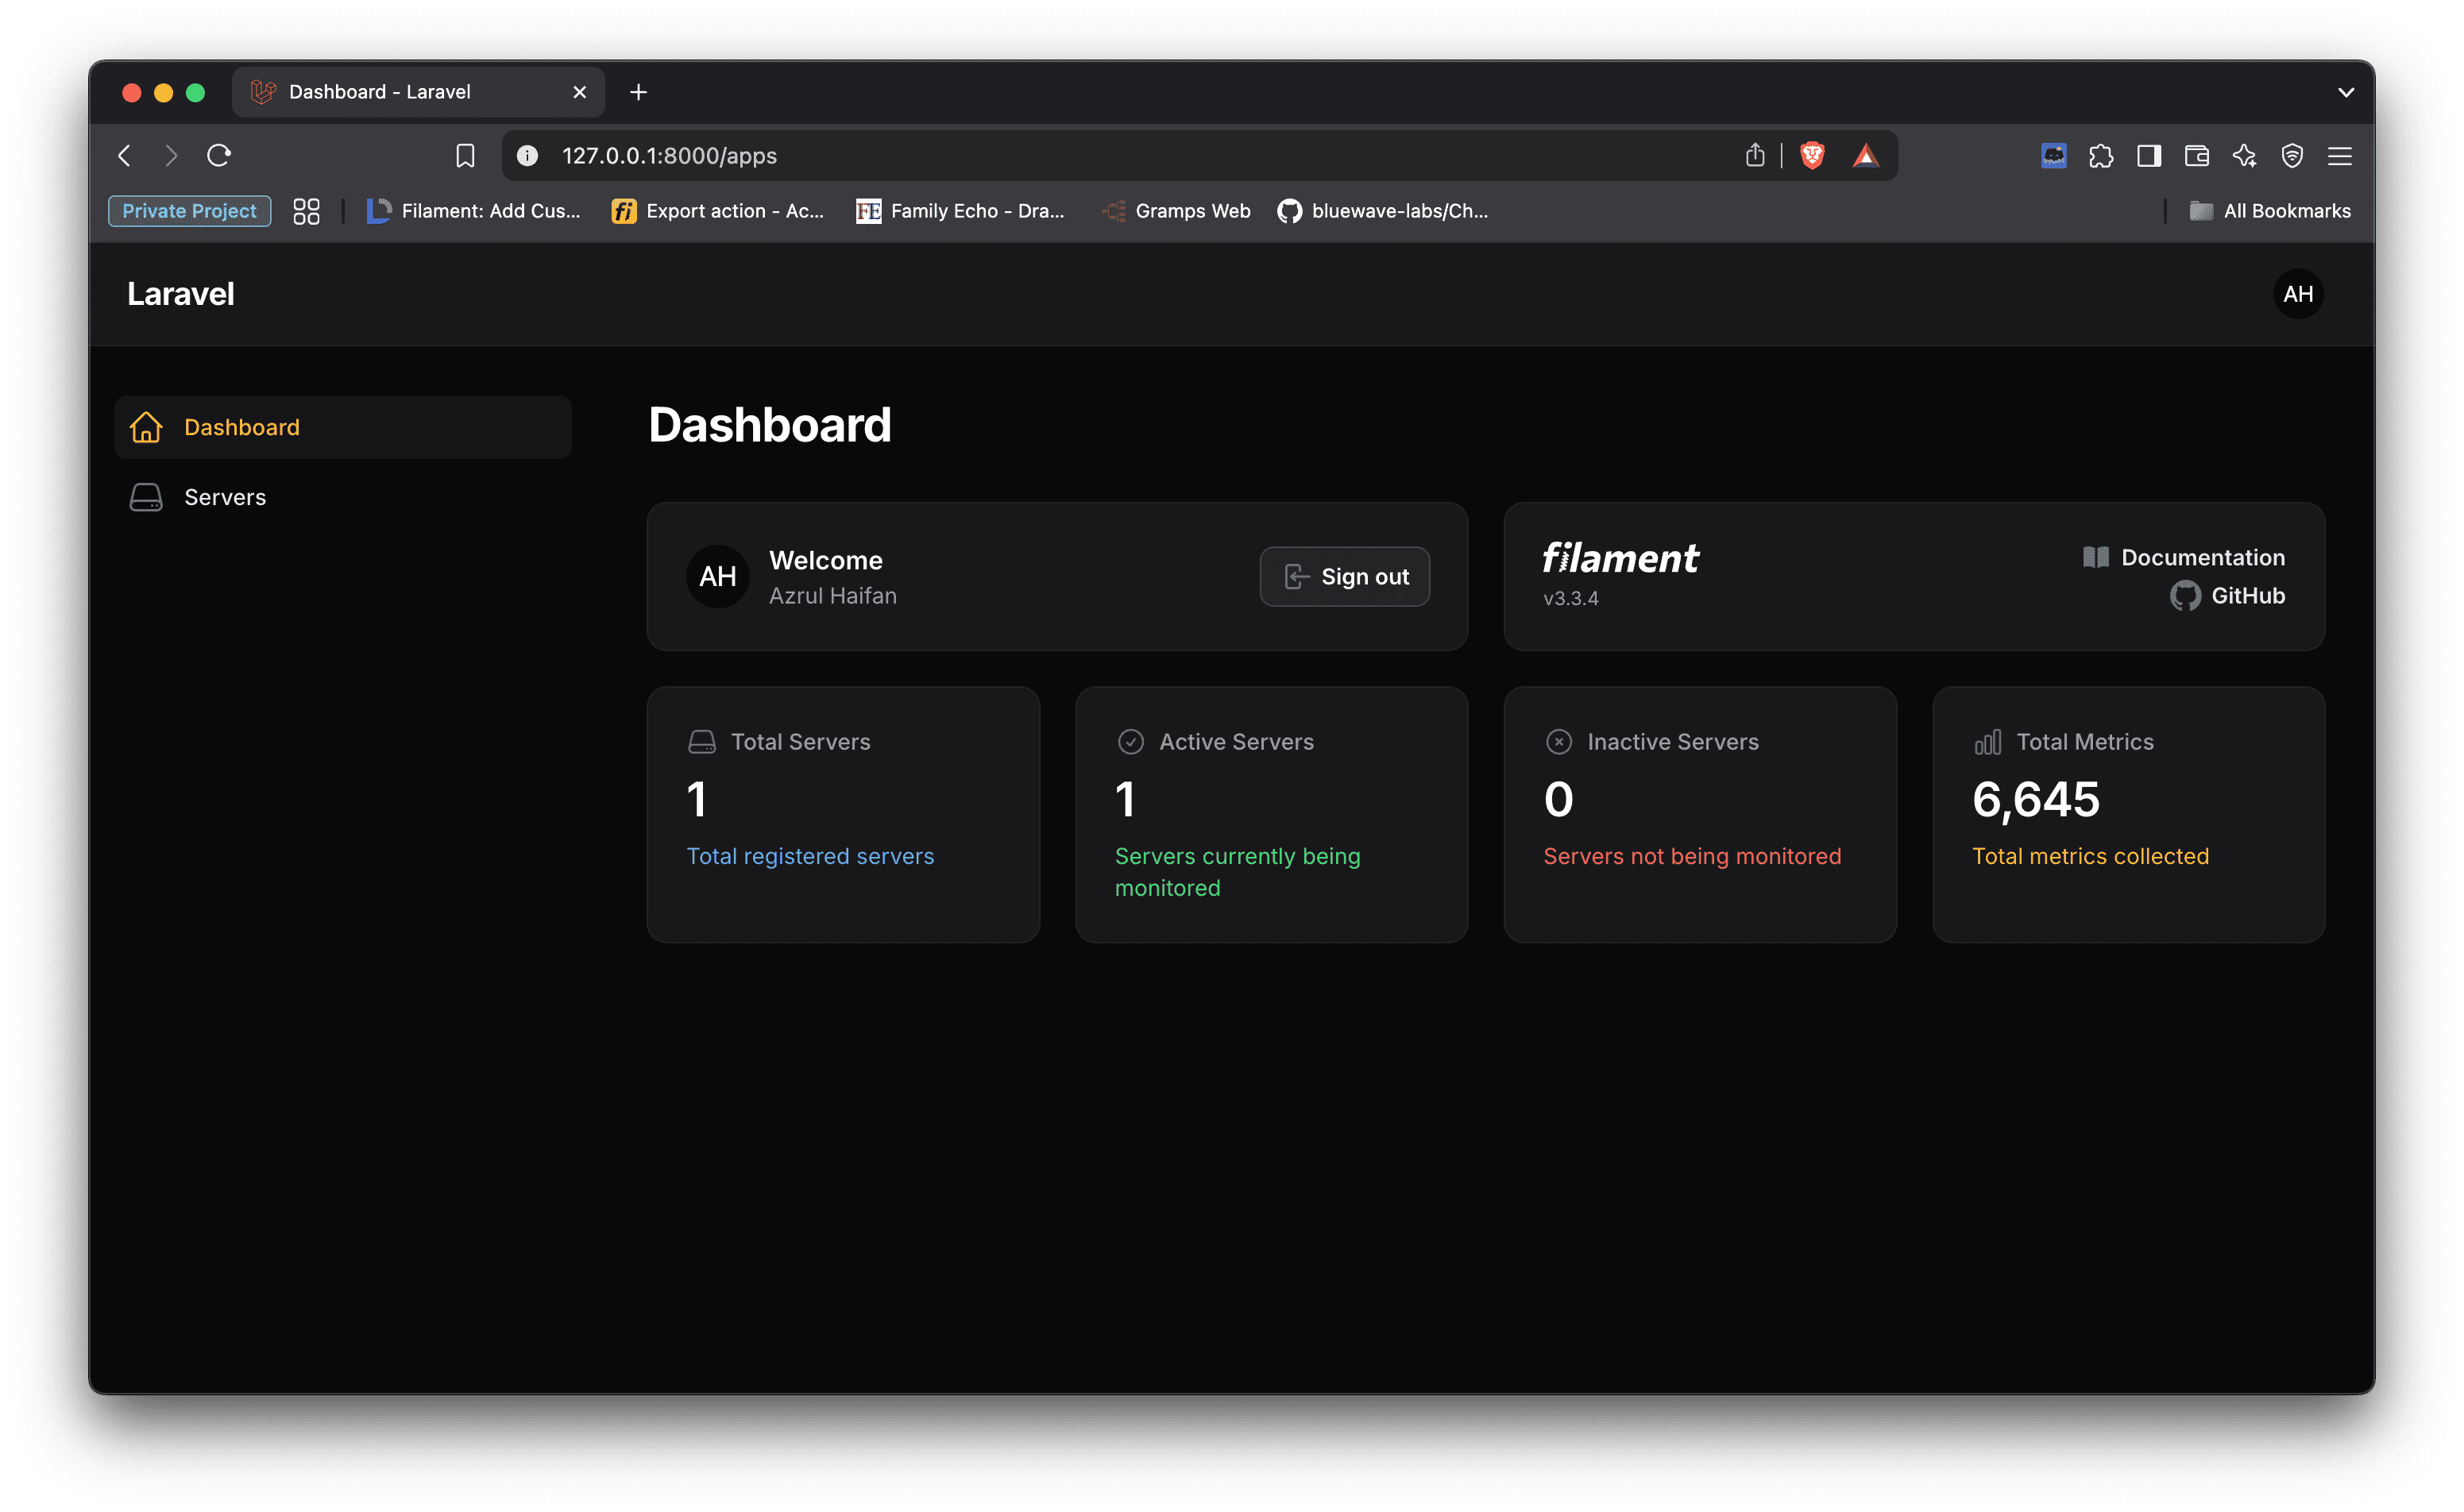 Dashboard - Laravel
127.0.0.1:8000/apps
Private Project
Filament: Add Cus...
Export action - Ac...
Family Echo - Dra...
Gramps Web
bluewave-labs/Ch...
All Bookmarks
Laravel
AH
Dashboard
Servers
Dashboard
AH
Welcome
Azrul Haifan
Sign out
filament
v3.3.4
Documentation
GitHub
Total Servers
1
Total registered servers
Active Servers
1
Servers currently being
monitored
Inactive Servers
0
Servers not being monitored
Total Metrics
6,645
Total metrics collected